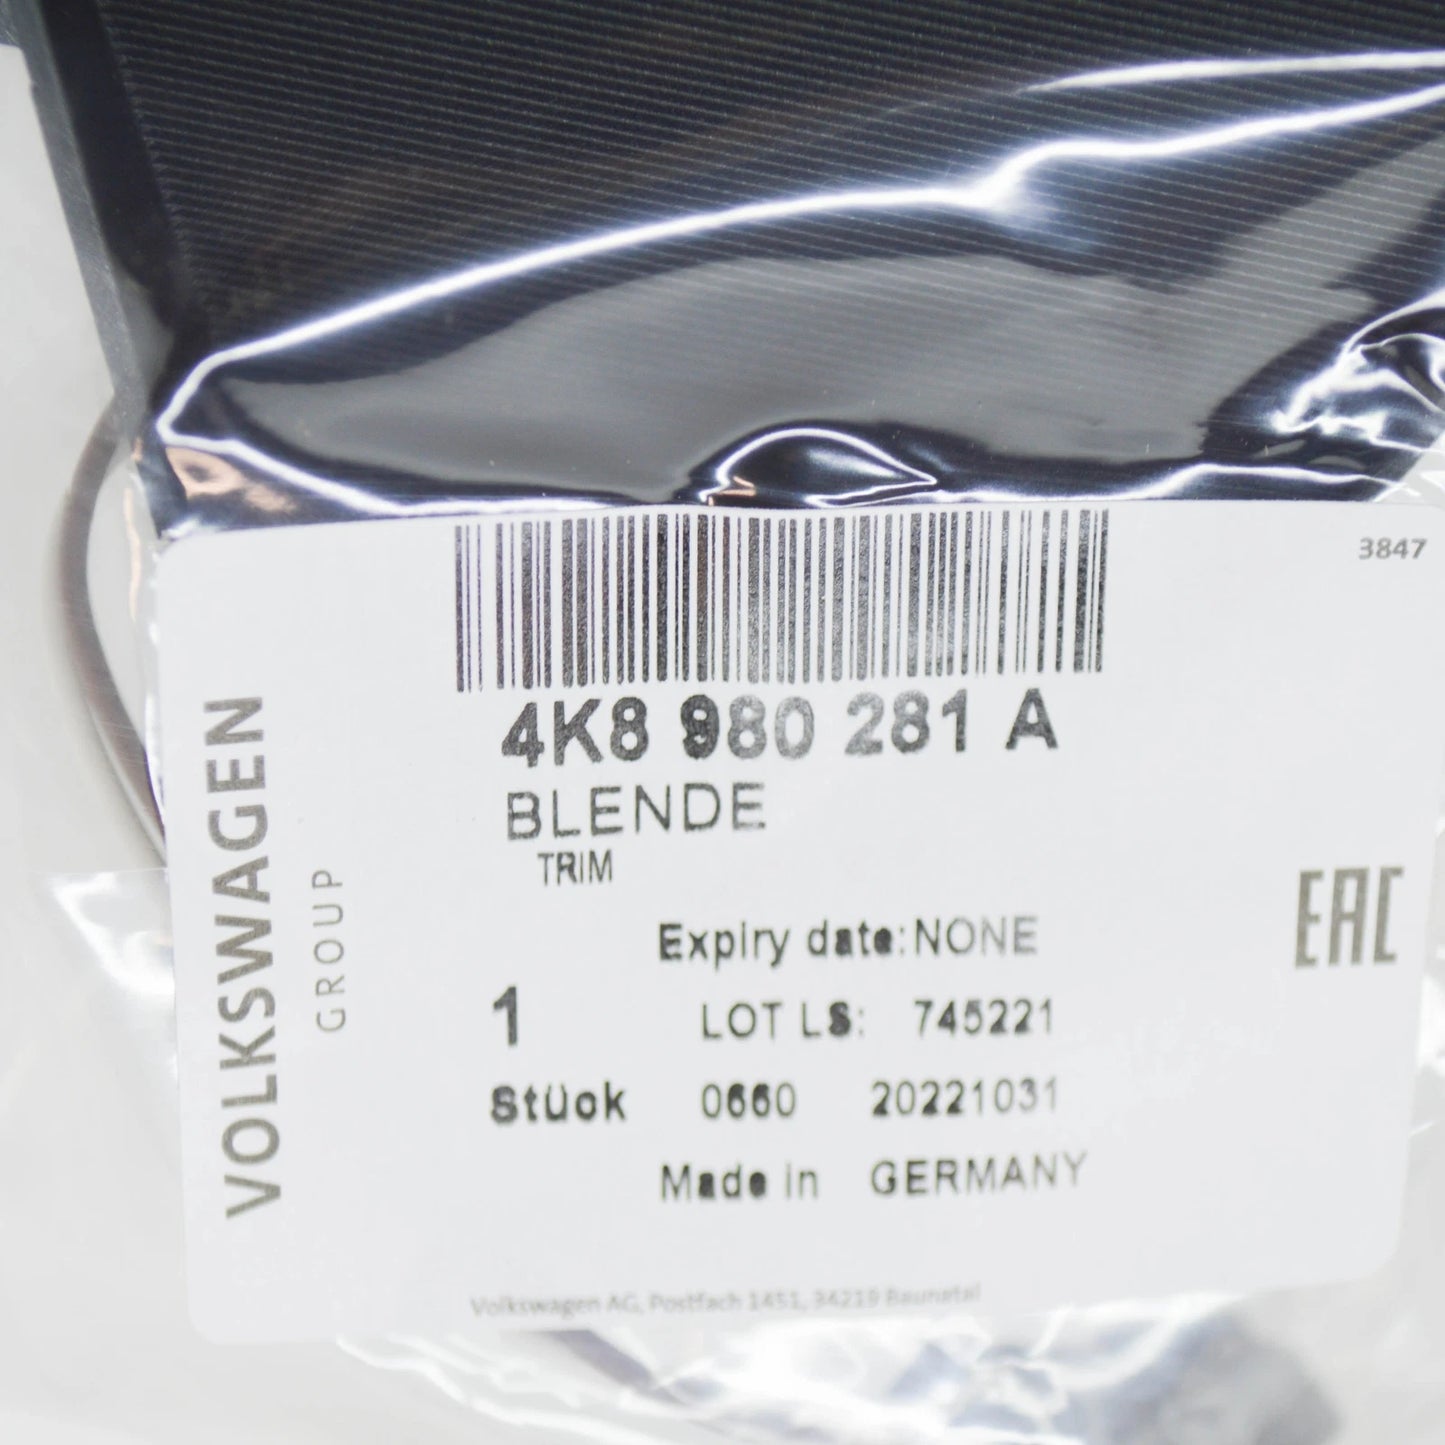 3847
4K8 980 281 A
BLENDE
TRIM
Expiry date:NONE
1 LOT LS: 745221
Stück 0660 20221031
Made in GERMANY
EAC
VOLKSWAGEN
GROUP
Volkswagen AG, Postfach 1451, 34219 Baunatal